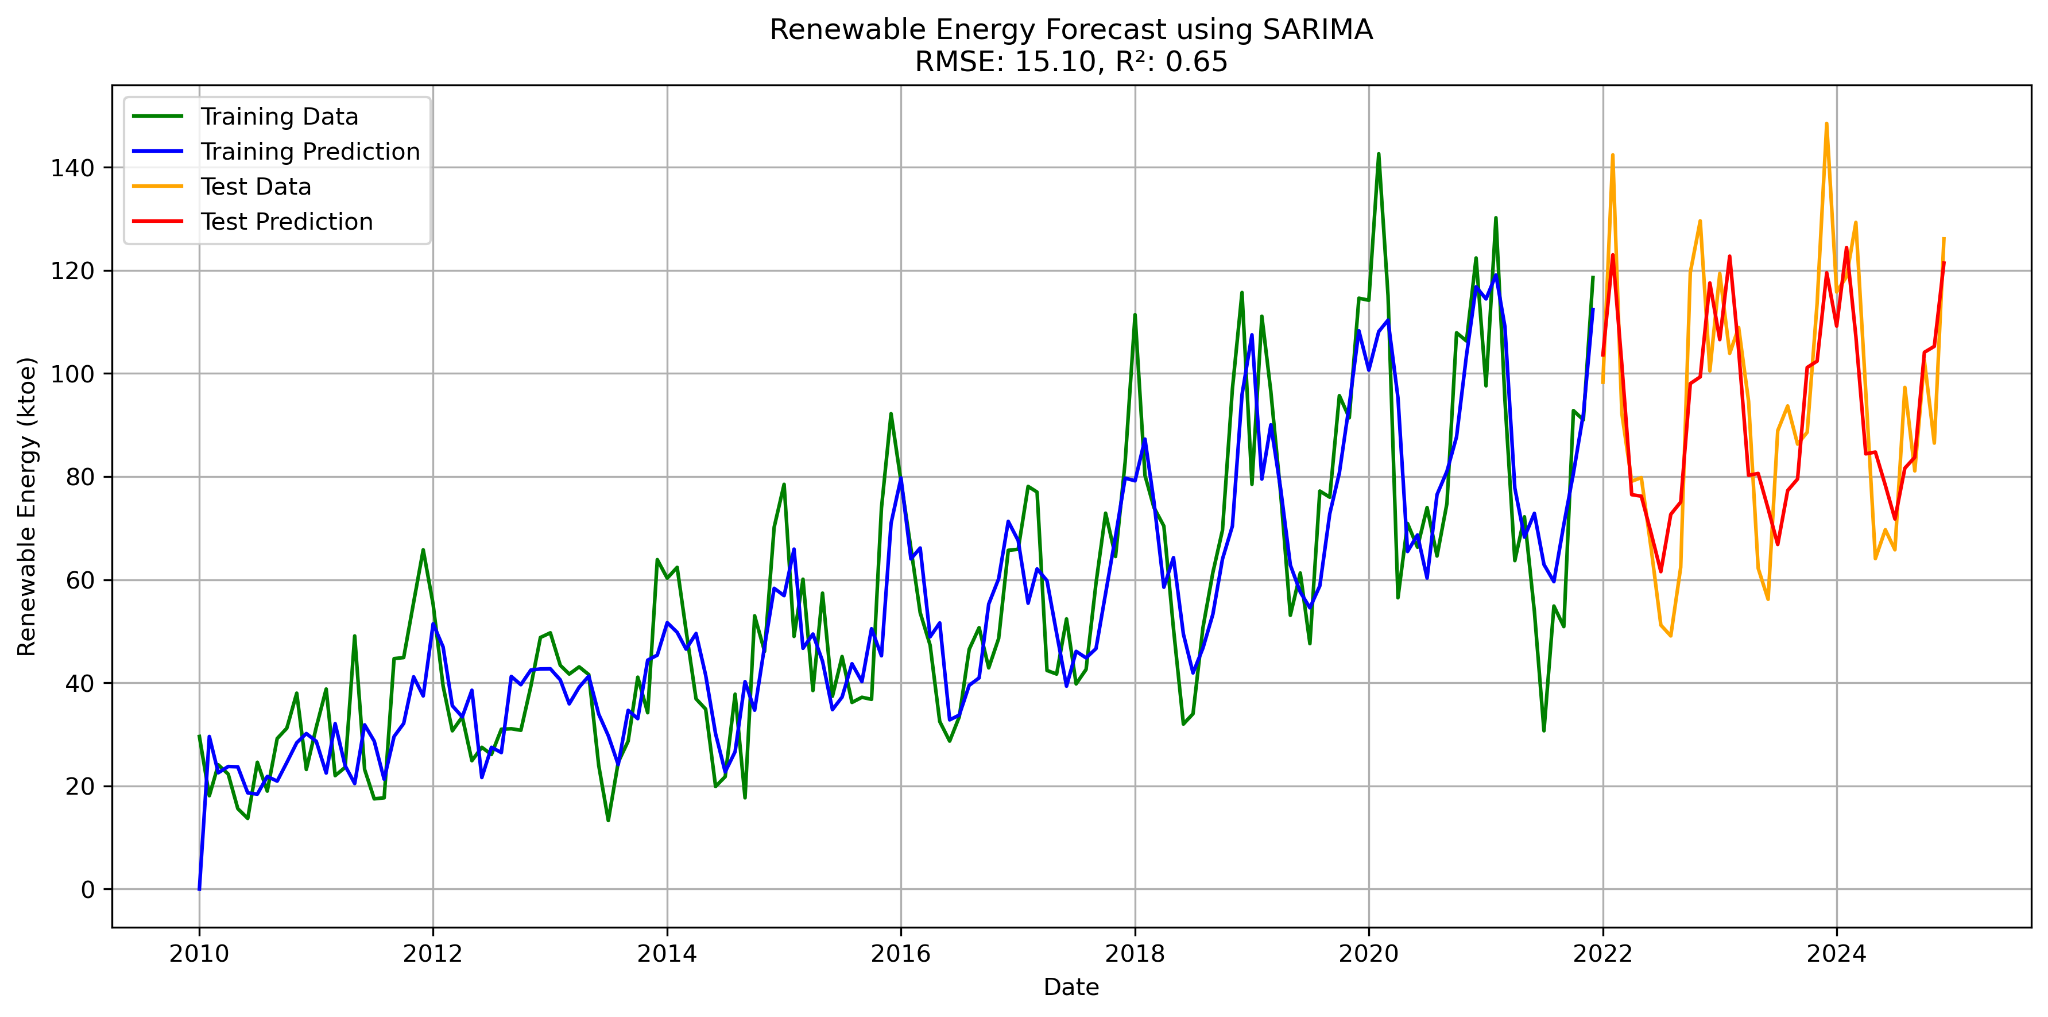 Renewable Energy Forecast using SARIMA
RMSE: 15.10, R²: 0.65
Training Data
Training Prediction
Test Data
Test Prediction
Renewable Energy (ktoe)
140
120
100
80
60
40
20
0
2010 2012 2014 2016 2018 2020 2022 2024
Date